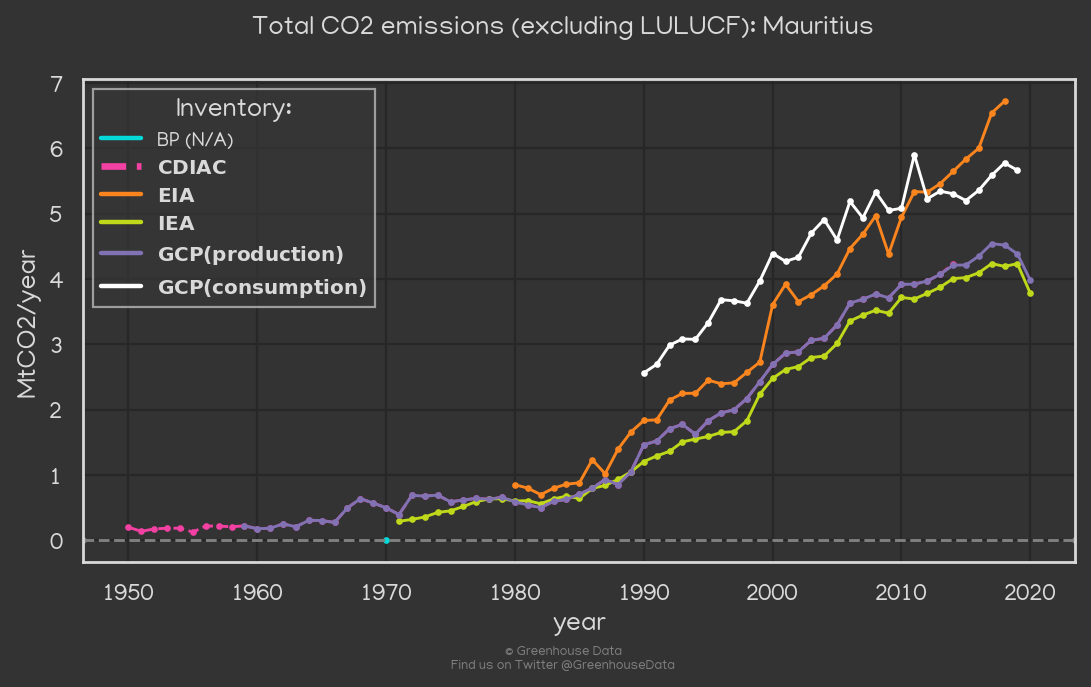 Total CO2 emissions (excluding LULUCF): Mauritius
Inventory:
BP (N/A)
CDIAC
EIA
IEA
GCP(production)
GCP(consumption)
MtCO2/year
7
6
5
4
3
2
1
0
1950 1960 1970 1980 1990 2000 2010 2020
year
© Greenhouse Data
Find us on Twitter @GreenhouseData